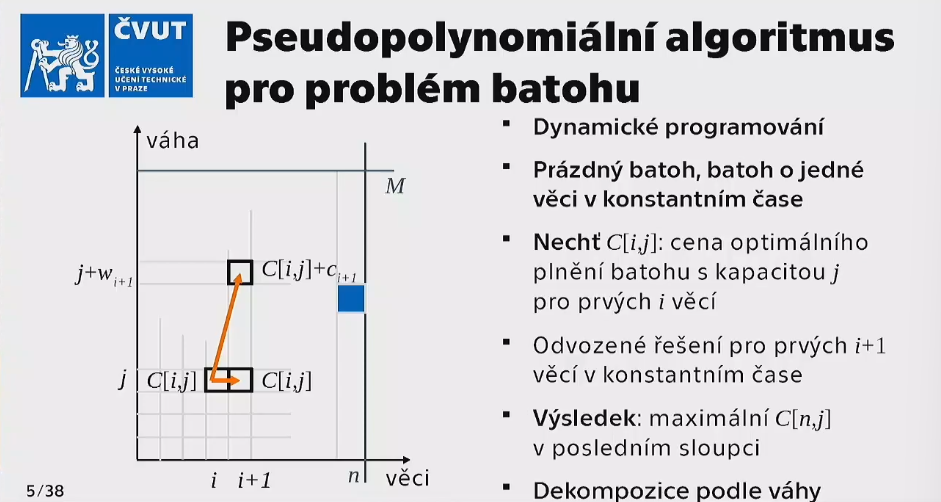 ČVUT
ČESKÉ VYSOKÉ
UČENÍ TECHNICKÉ
V PRAZE
Pseudopolynomiální algoritmus
pro problém batohu
váha
M
j+w_{i+1}
C[i,j]+c_{i+1}
j
C[i,j]
C[i,j]
i
i+1
n
věci
▪ Dynamické programování
▪ Prázdný batoh, batoh o jedné
věci v konstantním čase
▪ Nechť C[i,j]: cena optimálního
plnění batohu s kapacitou j
pro prvých i věcí
▪ Odvozené řešení pro prvých i+1
věcí v konstantním čase
▪ Výsledek: maximální C[n,j]
v posledním sloupci
▪ Dekompozice podle váhy
5/38